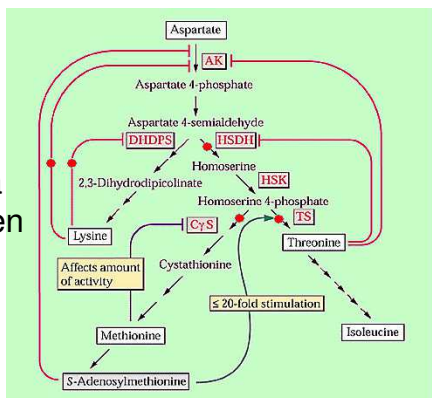 Aspartate
AK
Aspartate 4-phosphate
Aspartate 4-semialdehyde
DHDPS
HSDH
Homoserine
HSK
2,3-Dihydrodipicolinate
Homoserine 4-phosphate
en
CγS
TS
Lysine
Threonine
Affects amount
of activity
Cystathionine
≤ 20-fold stimulation
Methionine
Isoleucine
S-Adenosylmethionine